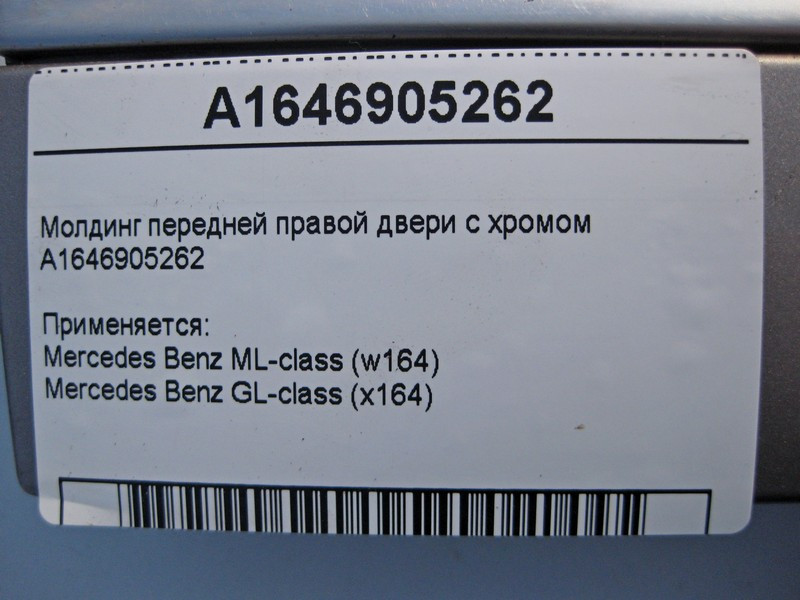 A1646905262
Молдинг передней правой двери с хромом
A1646905262
Применяется:
Mercedes Benz ML-class (w164)
Mercedes Benz GL-class (x164)